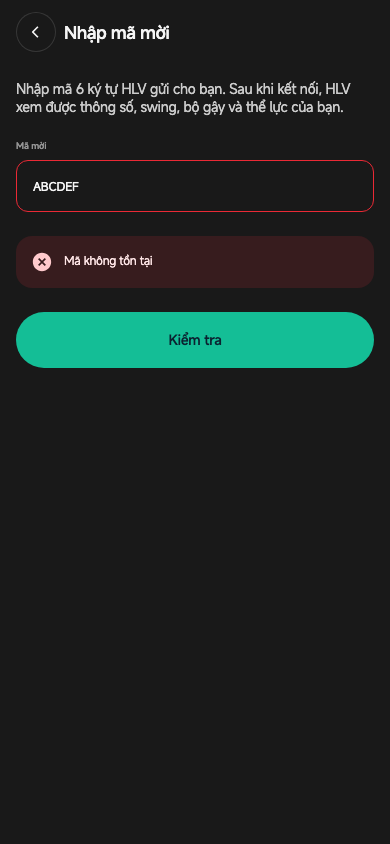 Nhập mã mời
Nhập mã 6 ký tự HLV gửi cho bạn. Sau khi kết nối, HLV
xem được thông số, swing, bộ gậy và thể lực của bạn.
Mã mời
ABCDEF
Mã không tồn tại
Kiểm tra